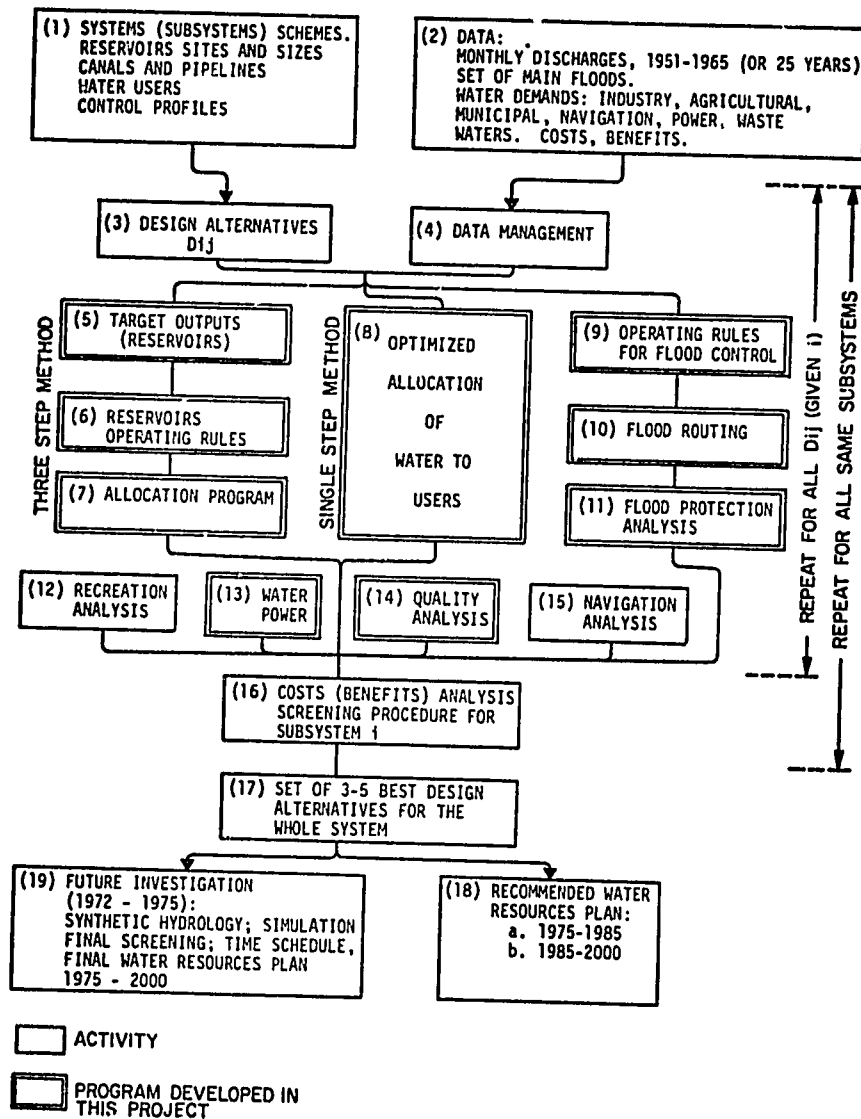 (1) SYSTEMS (SUBSYSTEMS) SCHEMES.
RESERVOIRS SITES AND SIZES
CANALS AND PIPELINES
HATER USERS
CONTROL PROFILES
(2) DATA:
MONTHLY DISCHARGES, 1951-1965 (OR 25 YEARS)
SET OF MAIN FLOODS.
WATER DEMANDS: INDUSTRY, AGRICULTURAL,
MUNICIPAL, NAVIGATION, POWER, WASTE
WATERS. COSTS, BENEFITS.
(3) DESIGN ALTERNATIVES
Dij
(4) DATA MANAGEMENT
THREE STEP METHOD
(5) TARGET OUTPUTS
(RESERVOIRS)
(6) RESERVOIRS
OPERATING RULES
(7) ALLOCATION PROGRAM
SINGLE STEP METHOD
(8) OPTIMIZED
ALLOCATION
OF
WATER TO
USERS
(9) OPERATING RULES
FOR FLOOD CONTROL
(10) FLOOD ROUTING
(11) FLOOD PROTECTION
ANALYSIS
REPEAT FOR ALL Dij (GIVEN i)
REPEAT FOR ALL SAME SUBSYSTEMS
(12) RECREATION
ANALYSIS
(13) WATER
POWER
(14) QUALITY
ANALYSIS
(15) NAVIGATION
ANALYSIS
(16) COSTS (BENEFITS) ANALYSIS
SCREENING PROCEDURE FOR
SUBSYSTEM i
(17) SET OF 3-5 BEST DESIGN
ALTERNATIVES FOR THE
WHOLE SYSTEM
(19) FUTURE INVESTIGATION
(1972 - 1975):
SYNTHETIC HYDROLOGY; SIMULATION
FINAL SCREENING; TIME SCHEDULE,
FINAL WATER RESOURCES PLAN
1975 - 2000
(18) RECOMMENDED WATER
RESOURCES PLAN:
a. 1975-1985
b. 1985-2000
ACTIVITY
PROGRAM DEVELOPED IN
THIS PROJECT